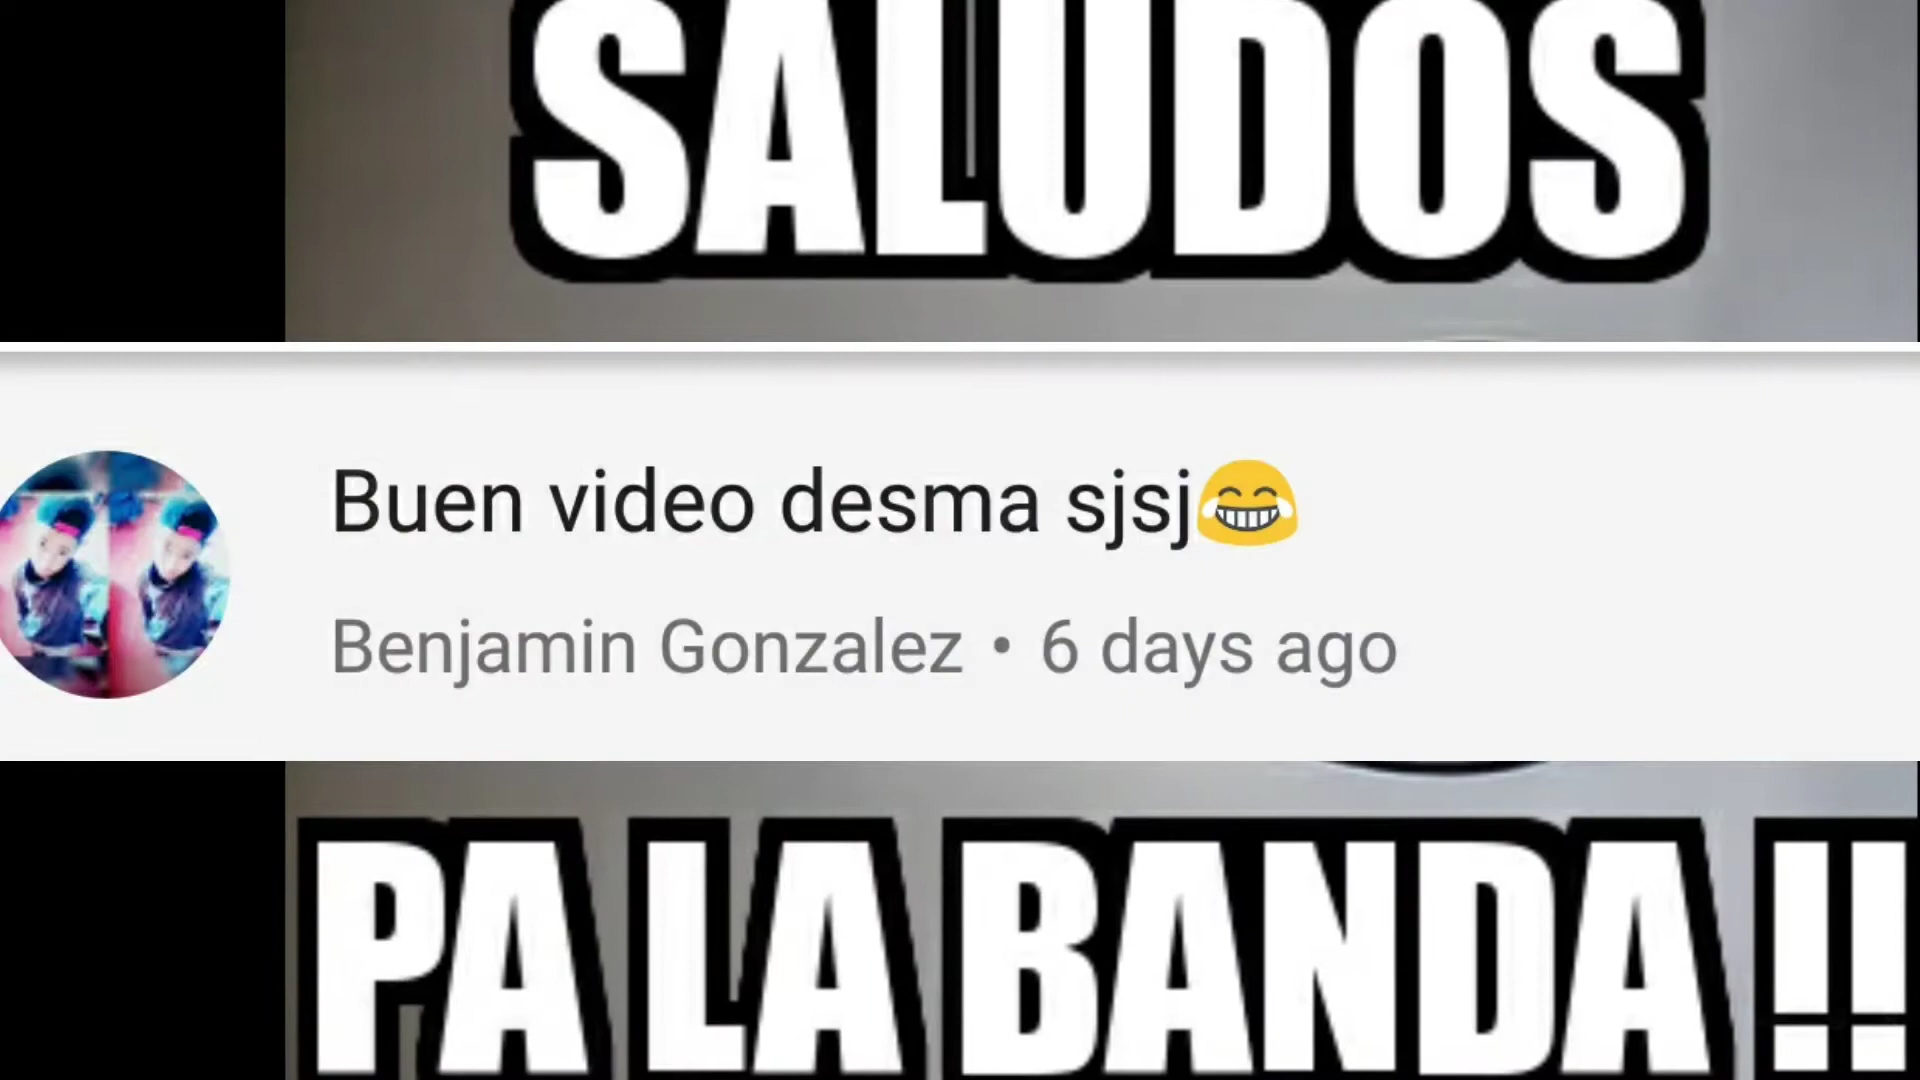 SALUDOS
Buen video desma sjsj😂
Benjamin Gonzalez • 6 days ago
PA LA BANDA !!